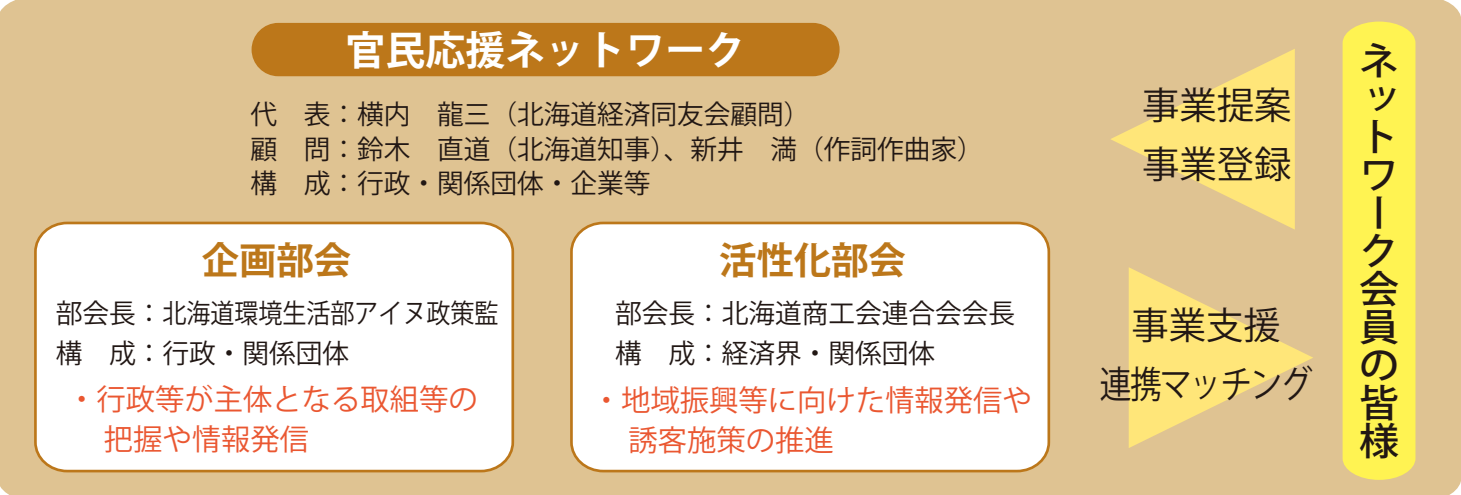 官民応援ネットワーク
代　表：横内　龍三（北海道経済同友会顧問）
顧　問：鈴木　直道（北海道知事）、新井　満（作詞作曲家）
構　成：行政・関係団体・企業等
企画部会
部会長：北海道環境生活部アイヌ政策監
構　成：行政・関係団体
・行政等が主体となる取組等の
把握や情報発信
活性化部会
部会長：北海道商工会連合会会長
構　成：経済界・関係団体
・地域振興等に向けた情報発信や
誘客施策の推進
事業提案
事業登録
事業支援
連携マッチング
ネットワーク会員の皆様